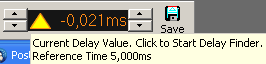 -0,021ms
Save
Pos
Current Delay Value. Click to Start Delay Finder.
Reference Time 5,000ms